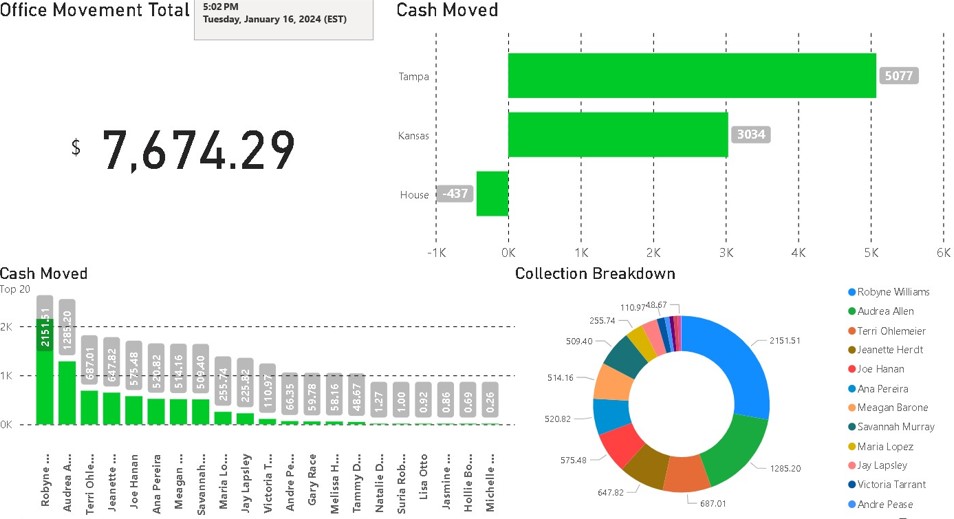 Office Movement Total
5:02 PM
Tuesday, January 16, 2024 (EST)
$ 7,674.29
Cash Moved
Tampa
5077
Kansas
3034
House
-437
-1K 0K 1K 2K 3K 4K 5K 6K
Cash Moved
Top 20
2K
1K
0K
2151.51
1285.20
687.01
647.82
575.48
520.82
514.16
509.40
255.74
225.82
110.97
66.35
59.78
58.16
48.67
1.27
1.00
0.92
0.86
0.69
0.26
Robyne ...
Audrea A...
Terri Ohle...
Jeanette ...
Joe Hanan
Ana Pereira
Meagan ...
Savannah...
Maria Lo...
Jay Lapsley
Victoria T...
Andre Pe...
Gary Race
Melissa H...
Tammy D...
Natalie D...
Suria Rob...
Lisa Otto
Jasmine ...
Hollie Bo...
Michelle ...
Collection Breakdown
2151.51
1285.20
687.01
647.82
575.48
520.82
514.16
509.40
255.74
110.97
48.67
Robyne Williams
Audrea Allen
Terri Ohlemeier
Jeanette Herdt
Joe Hanan
Ana Pereira
Meagan Barone
Savannah Murray
Maria Lopez
Jay Lapsley
Victoria Tarrant
Andre Pease